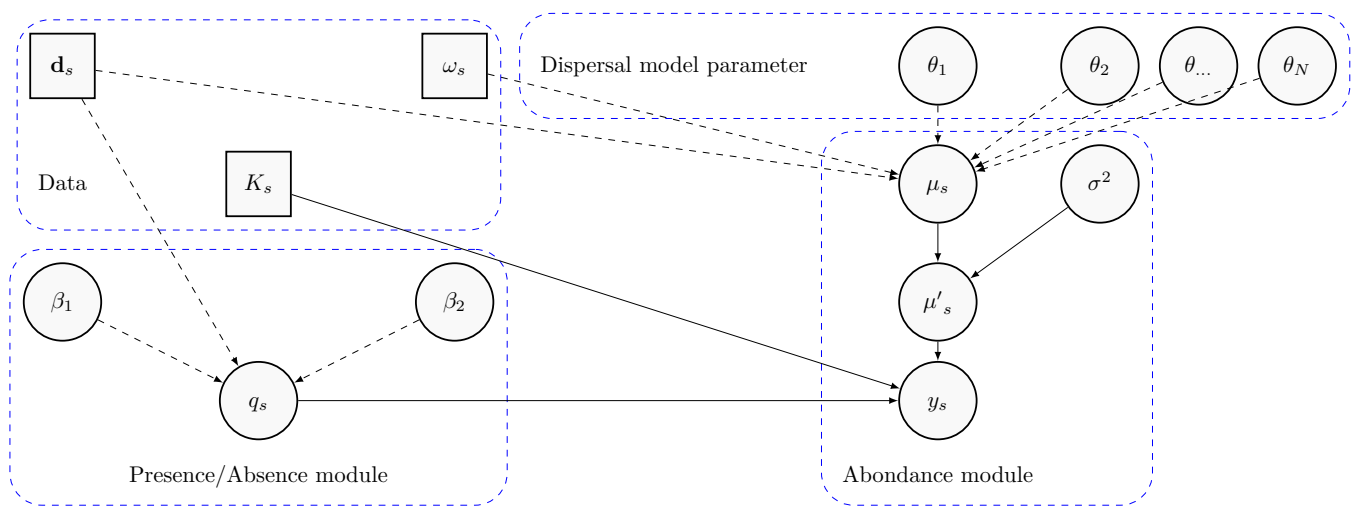 d_s
ω_s
Dispersal model parameter
θ_1
θ_2
θ_{...}
θ_N
Data
K_s
μ_s
σ^2
β_1
β_2
μ'_s
q_s
y_s
Presence/Absence module
Abondance module